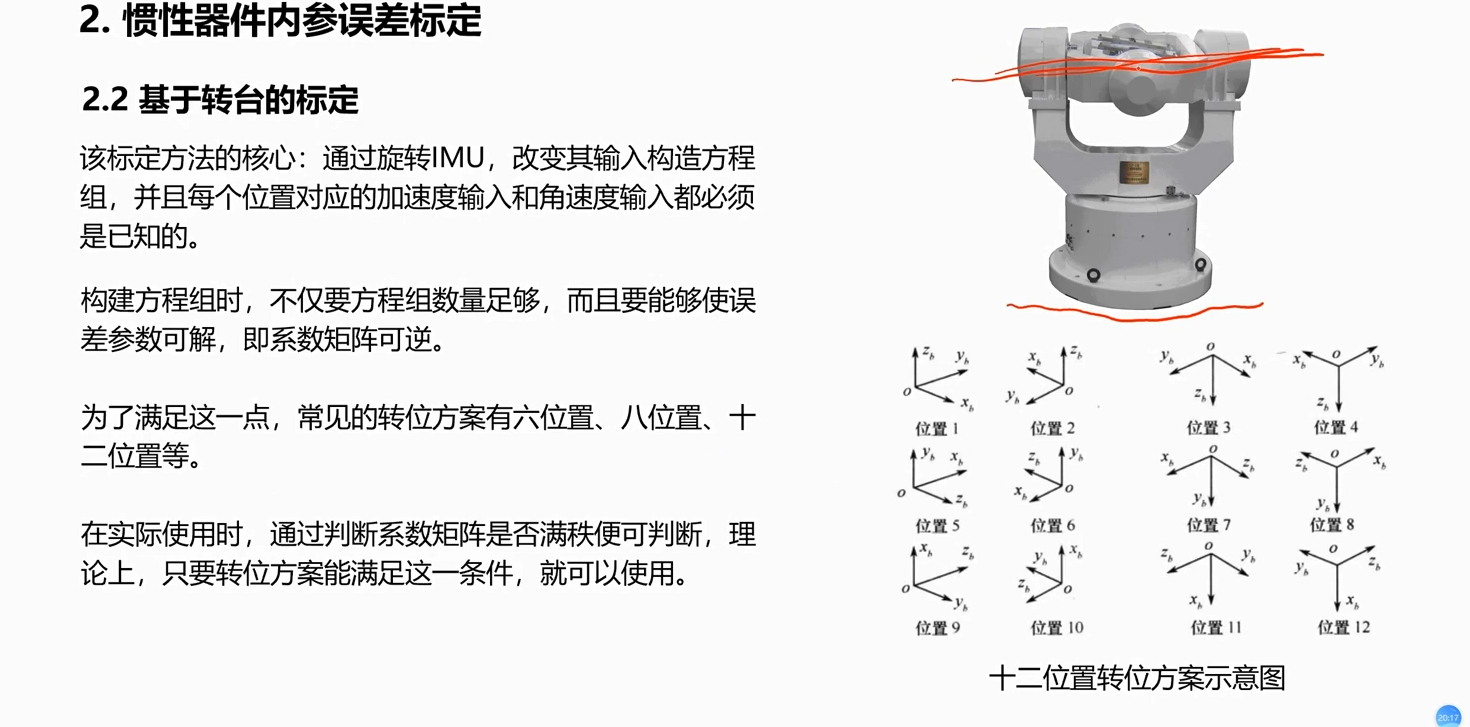 2. 惯性器件内参误差标定
2.2 基于转台的标定
该标定方法的核心：通过旋转IMU，改变其输入构造方程
组，并且每个位置对应的加速度输入和角速度输入都必须
是已知的。
构建方程组时，不仅要方程组数量足够，而且要能够使误
差参数可解，即系数矩阵可逆。
为了满足这一点，常见的转位方案有六位置、八位置、十
二位置等。
在实际使用时，通过判断系数矩阵是否满秩便可判断，理
论上，只要转位方案能满足这一条件，就可以使用。
z_b y_b x_b z_b o x_b
y_b o x_b y_b
o x_b y_b o z_b z_b
位置 1 位置 2 位置 3 位置 4
y_b x_b z_b y_b x_b o z_b z_b o x_b
o z_b x_b o y_b y_b
位置 5 位置 6 位置 7 位置 8
x_b z_b y_b x_b z_b o y_b y_b o z_b
o y_b z_b o x_b x_b
位置 9 位置 10 位置 11 位置 12
十二位置转位方案示意图
20:17